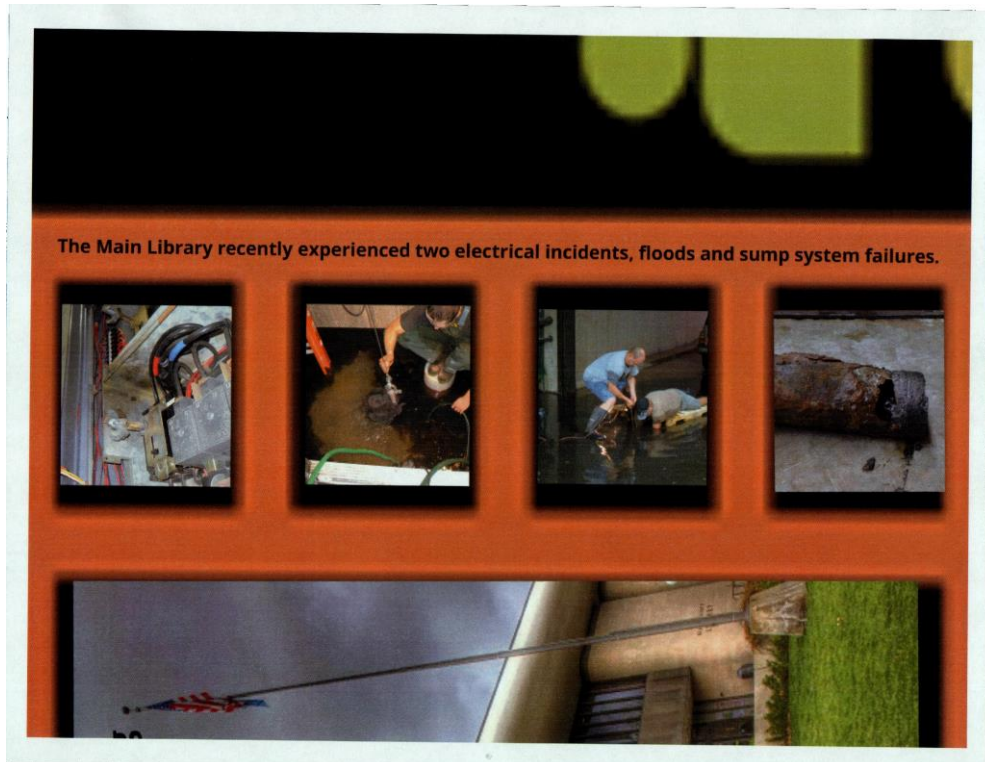 The Main Library recently experienced two electrical incidents, floods and sump system failures.